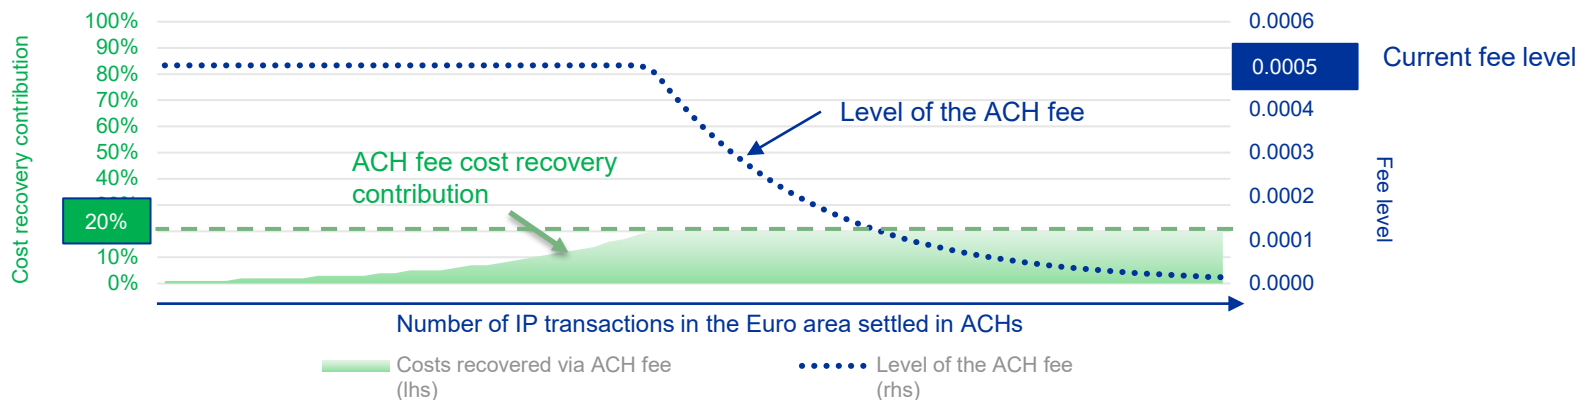 Cost recovery contribution
100%
90%
80%
70%
60%
50%
40%
20%
10%
0%
ACH fee cost recovery
contribution
Level of the ACH fee
0.0006
0.0005
0.0004
0.0003
0.0002
0.0001
0.0000
Current fee level
Fee level
Number of IP transactions in the Euro area settled in ACHs
Costs recovered via ACH fee
(lhs)
Level of the ACH fee
(rhs)